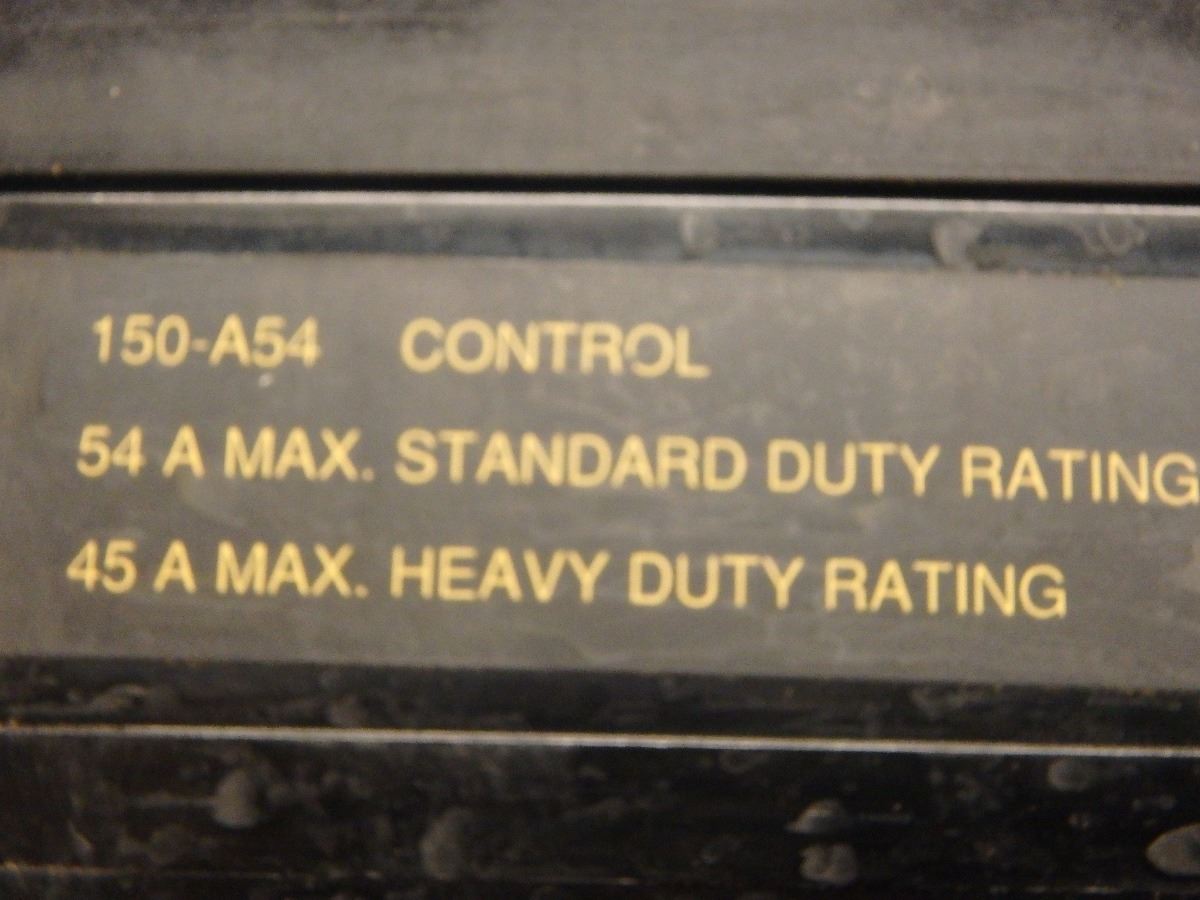 150-A54 CONTROL
54 A MAX. STANDARD DUTY RATING
45 A MAX. HEAVY DUTY RATING